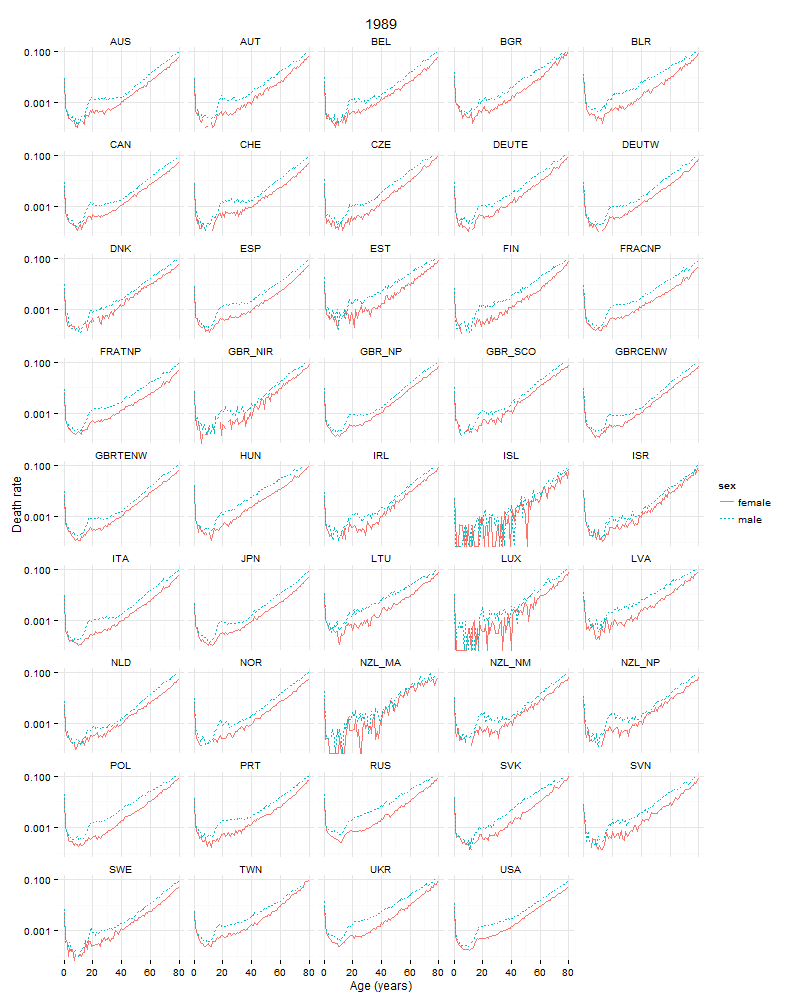 1989
AUS AUT BEL BGR BLR
0.100
0.001
CAN CHE CZE DEUTE DEUTW
0.100
0.001
DNK ESP EST FIN FRACNP
0.100
0.001
FRATNP GBR_NIR GBR_NP GBR_SCO GBRCENW
0.100
0.001
GBRTENW HUN IRL ISL ISR
0.100
0.001
ITA JPN LTU LUX LVA
0.100
0.001
NLD NOR NZL_MA NZL_NM NZL_NP
0.100
0.001
POL PRT RUS SVK SVN
0.100
0.001
SWE TWN UKR USA
0.100
0.001
0 20 40 60 80 0 20 40 60 80 0 20 40 60 80 0 20 40 60 80
Age (years)
Death rate
sex
female
male